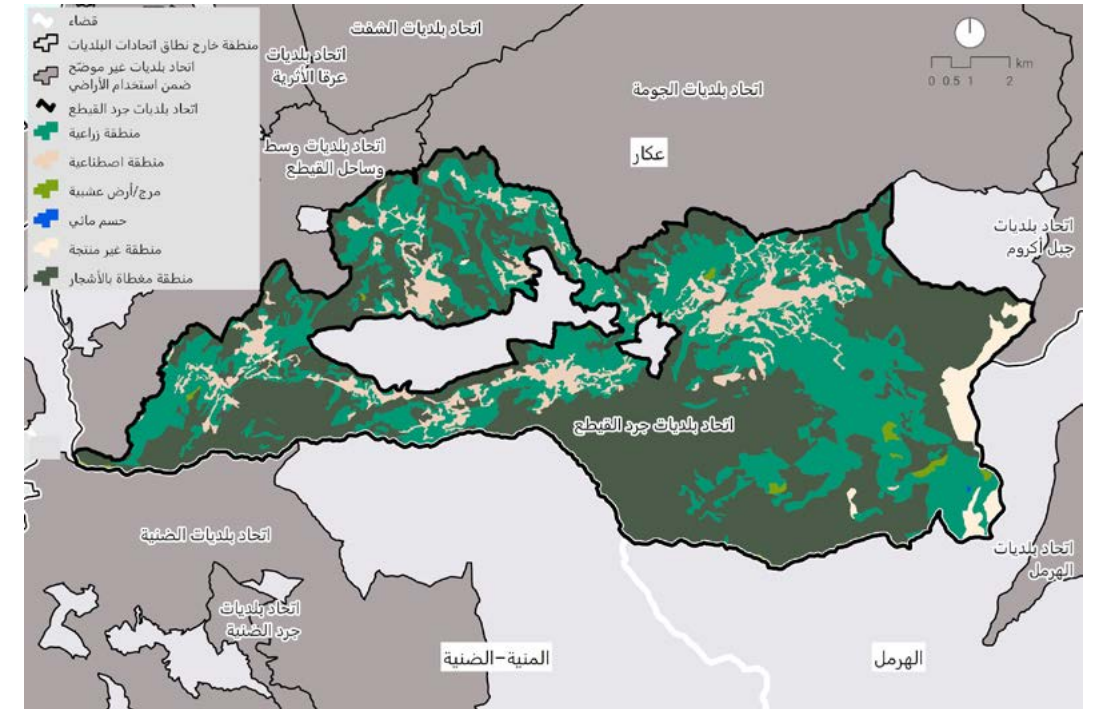 قضاء
منطقة خارج نطاق اتحادات البلديات
اتحاد بلديات غير موضّح
ضمن استخدام الأراضي
اتحاد بلديات جرد القيطع
منطقة زراعية
منطقة اصطناعية
مرج/أرض عشبية
جسم مائي
منطقة غير منتجة
منطقة مغطاة بالأشجار
اتحاد بلديات الشفت
اتحاد بلديات
عرقا الأثرية
اتحاد بلديات الجومة
km
0 0.5 1 2
عكار
اتحاد بلديات وسط
وساحل القيطع
اتحاد بلديات
جبل أكروم
اتحاد بلديات جرد القيطع
اتحاد بلديات الضنية
اتحاد بلديات
الهرمل
اتحاد بلديات
جرد الضنية
المنية-الضنية
الهرمل